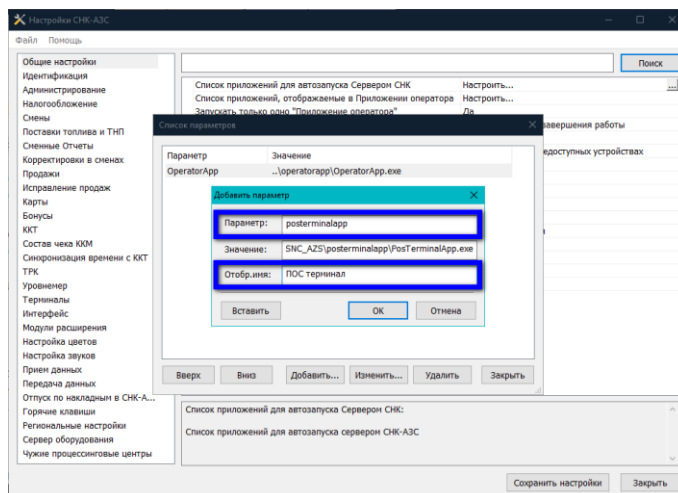 Настройки СНК-АЗС
Файл Помощь
Поиск
Общие настройки
Идентификация
Администрирование
Налогообложение
Смены
Поставки топлива и ТНП
Сменные Отчеты
Корректировки в сменах
Продажи
Исправление продаж
Карты
Бонусы
ККТ
Состав чека ККМ
Синхронизация времени с ККТ
ТРК
Уровнемер
Терминалы
Интерфейс
Модули расширения
Настройка цветов
Настройка звуков
Прием данных
Передача данных
Отпуск по накладным в СНК-А...
Горячие клавиши
Региональные настройки
Сервер оборудования
Чужие процессинговые центры
Список приложений для автозапуска Сервером СНК Настроить... ...
Список приложений, отображаемые в Приложении оператора Настроить...
Запускать только одно "Приложение оператора" Да
завершения работы
едоступных устройствах
Список параметров
Параметр Значение
OperatorApp ..\operatorapp\OperatorApp.exe
Добавить параметр
Параметр: posterminalapp
Значение: SNC_AZS\posterminalapp\PosTerminalApp.exe
Отобр.имя: ПОС терминал
Вставить ОК Отмена
Вверх Вниз Добавить... Изменить... Удалить Закрыть
Список приложений для автозапуска Сервером СНК:
Список приложений для автозапуска сервером СНК-АЗС
Сохранить настройки Закрыть